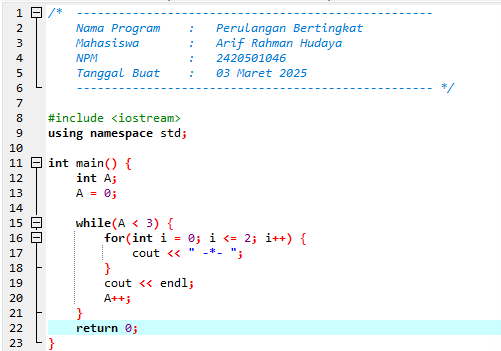 1 /* ---------------------------------------------------
2 Nama Program : Perulangan Bertingkat
3 Mahasiswa : Arif Rahman Hudaya
4 NPM : 2420501046
5 Tanggal Buat : 03 Maret 2025
6 --------------------------------------------------- */
7
8 #include <iostream>
9 using namespace std;
10
11 int main() {
12 int A;
13 A = 0;
14
15 while(A < 3) {
16 for(int i = 0; i <= 2; i++) {
17 cout << " -*- ";
18 }
19 cout << endl;
20 A++;
21 }
22 return 0;
23 }